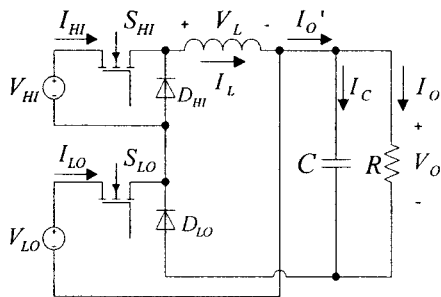 I_HI S_HI + V_L - I_O'
V_HI D_HI I_L I_C I_O
I_LO S_LO C R + V_O -
V_LO D_LO